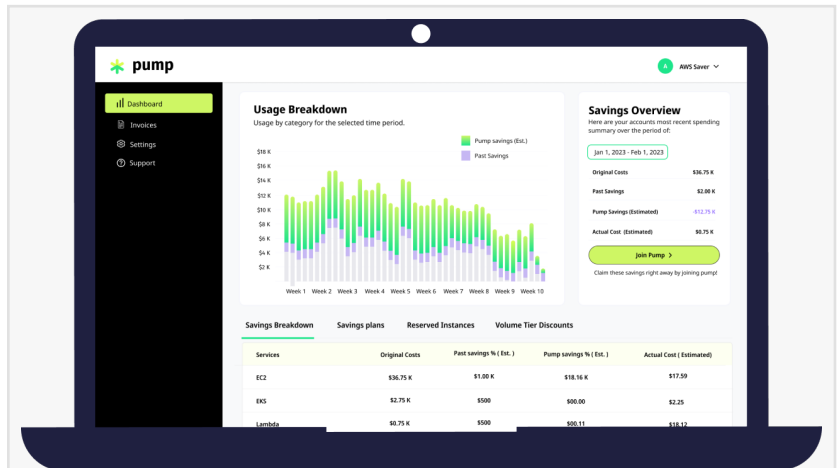 pump
A AWS Saver
Dashboard
Invoices
Settings
Support
Usage Breakdown
Usage by category for the selected time period.
Pump savings (Est.)
Past Savings
$18 K
$16 K
$14 K
$12 K
$10 K
$8 K
$6 K
$4 K
$2 K
Week 1 Week 2 Week 3 Week 4 Week 5 Week 6 Week 7 Week 8 Week 9 Week 10
Savings Overview
Here are your accounts most recent spending
summary over the period of:
Jan 1, 2023 - Feb 1, 2023
Original Costs $36.75 K
Past Savings $2.00 K
Pump Savings (Estimated) -$12.75 K
Actual Cost (Estimated) $0.75 K
Join Pump >
Claim these savings right away by joining pump!
Savings Breakdown Savings plans Reserved Instances Volume Tier Discounts
Services Original Costs Past savings % ( Est. ) Pump savings % ( Est. ) Actual Cost ( Estimated)
EC2 $36.75 K $1.00 K $18.16 K $17.59
EKS $2.75 K $500 $00.00 $2.25
Lambda $0.75 K $500 $00.11 $18.12